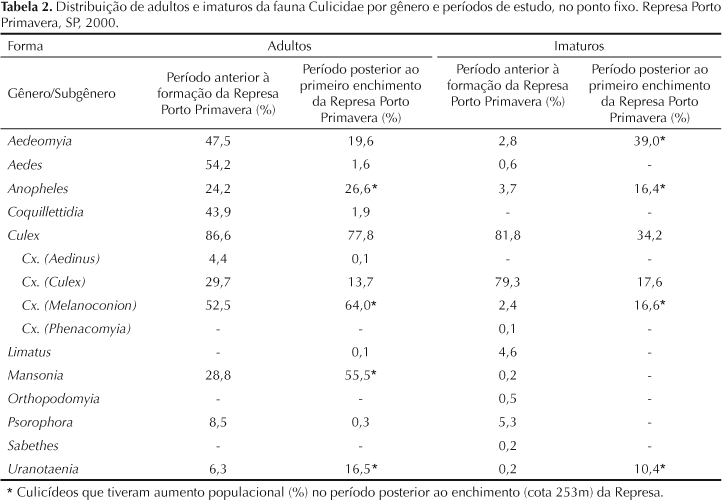 Tabela 2. Distribuição de adultos e imaturos da fauna Culicidae por gênero e períodos de estudo, no ponto fixo. Represa Porto
Primavera, SP, 2000.
Forma Adultos Imaturos
Gênero/Subgênero Período anterior à formação da Represa Porto Primavera (%) Período posterior ao primeiro enchimento da Represa Porto Primavera (%) Período anterior à formação da Represa Porto Primavera (%) Período posterior ao primeiro enchimento da Represa Porto Primavera (%)
Aedeomyia 47,5 19,6 2,8 39,0*
Aedes 54,2 1,6 0,6 -
Anopheles 24,2 26,6* 3,7 16,4*
Coquillettidia 43,9 1,9 - -
Culex 86,6 77,8 81,8 34,2
Cx. (Aedinus) 4,4 0,1 - -
Cx. (Culex) 29,7 13,7 79,3 17,6
Cx. (Melanoconion) 52,5 64,0* 2,4 16,6*
Cx. (Phenacomyia) - - 0,1 -
Limatus - 0,1 4,6 -
Mansonia 28,8 55,5* 0,2 -
Orthopodomyia - - 0,5 -
Psorophora 8,5 0,3 5,3 -
Sabethes - - 0,2 -
Uranotaenia 6,3 16,5* 0,2 10,4*
* Culicídeos que tiveram aumento populacional (%) no período posterior ao enchimento (cota 253m) da Represa.